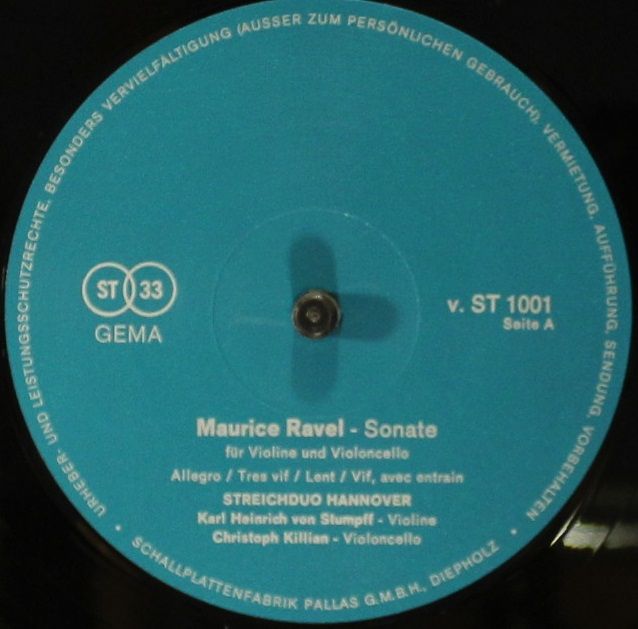 URHEBER- UND LEISTUNGSSCHUTZRECHTE, BESONDERS VERVIELFÄLTIGUNG (AUSSER ZUM PERSÖNLICHEN GEBRAUCH), VERMIETUNG, AUFFÜHRUNG, SENDUNG, VORBEHALTEN
ST 33
GEMA
v. ST 1001
Seite A
Maurice Ravel - Sonate
für Violine und Violoncello
Allegro / Tres vif / Lent / Vif, avec entrain
STREICHDUO HANNOVER
Karl Heinrich von Stumpff - Violine
Christoph Killian - Violoncello
• SCHALLPLATTENFABRIK PALLAS G.M.B.H., DIEPHOLZ •